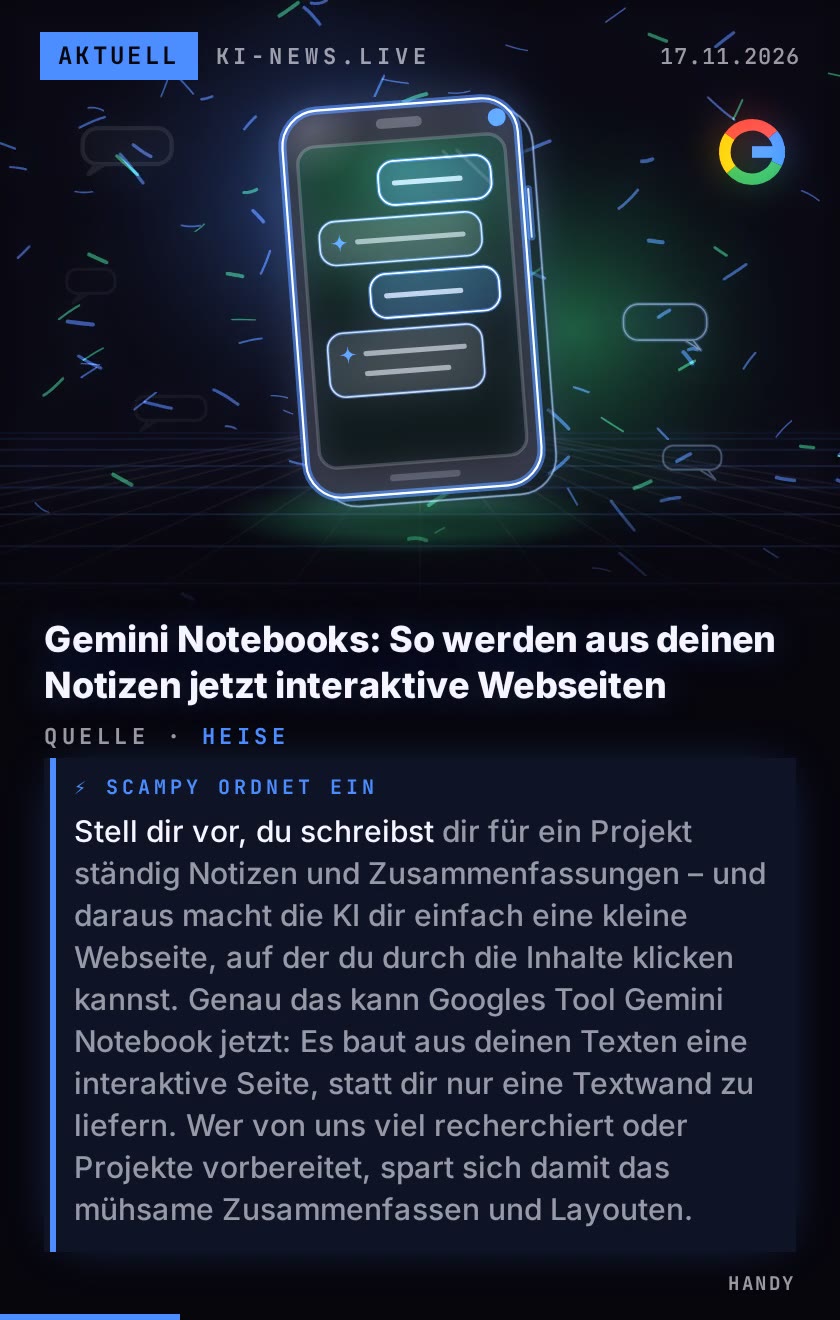 AKTUELL KI-NEWS.LIVE 17.11.2026
Gemini Notebooks: So werden aus deinen
Notizen jetzt interaktive Webseiten
QUELLE · HEISE
⚡ SCAMPY ORDNET EIN
Stell dir vor, du schreibst dir für ein Projekt
ständig Notizen und Zusammenfassungen – und
daraus macht die KI dir einfach eine kleine
Webseite, auf der du durch die Inhalte klicken
kannst. Genau das kann Googles Tool Gemini
Notebook jetzt: Es baut aus deinen Texten eine
interaktive Seite, statt dir nur eine Textwand zu
liefern. Wer von uns viel recherchiert oder
Projekte vorbereitet, spart sich damit das
mühsame Zusammenfassen und Layouten.
HANDY